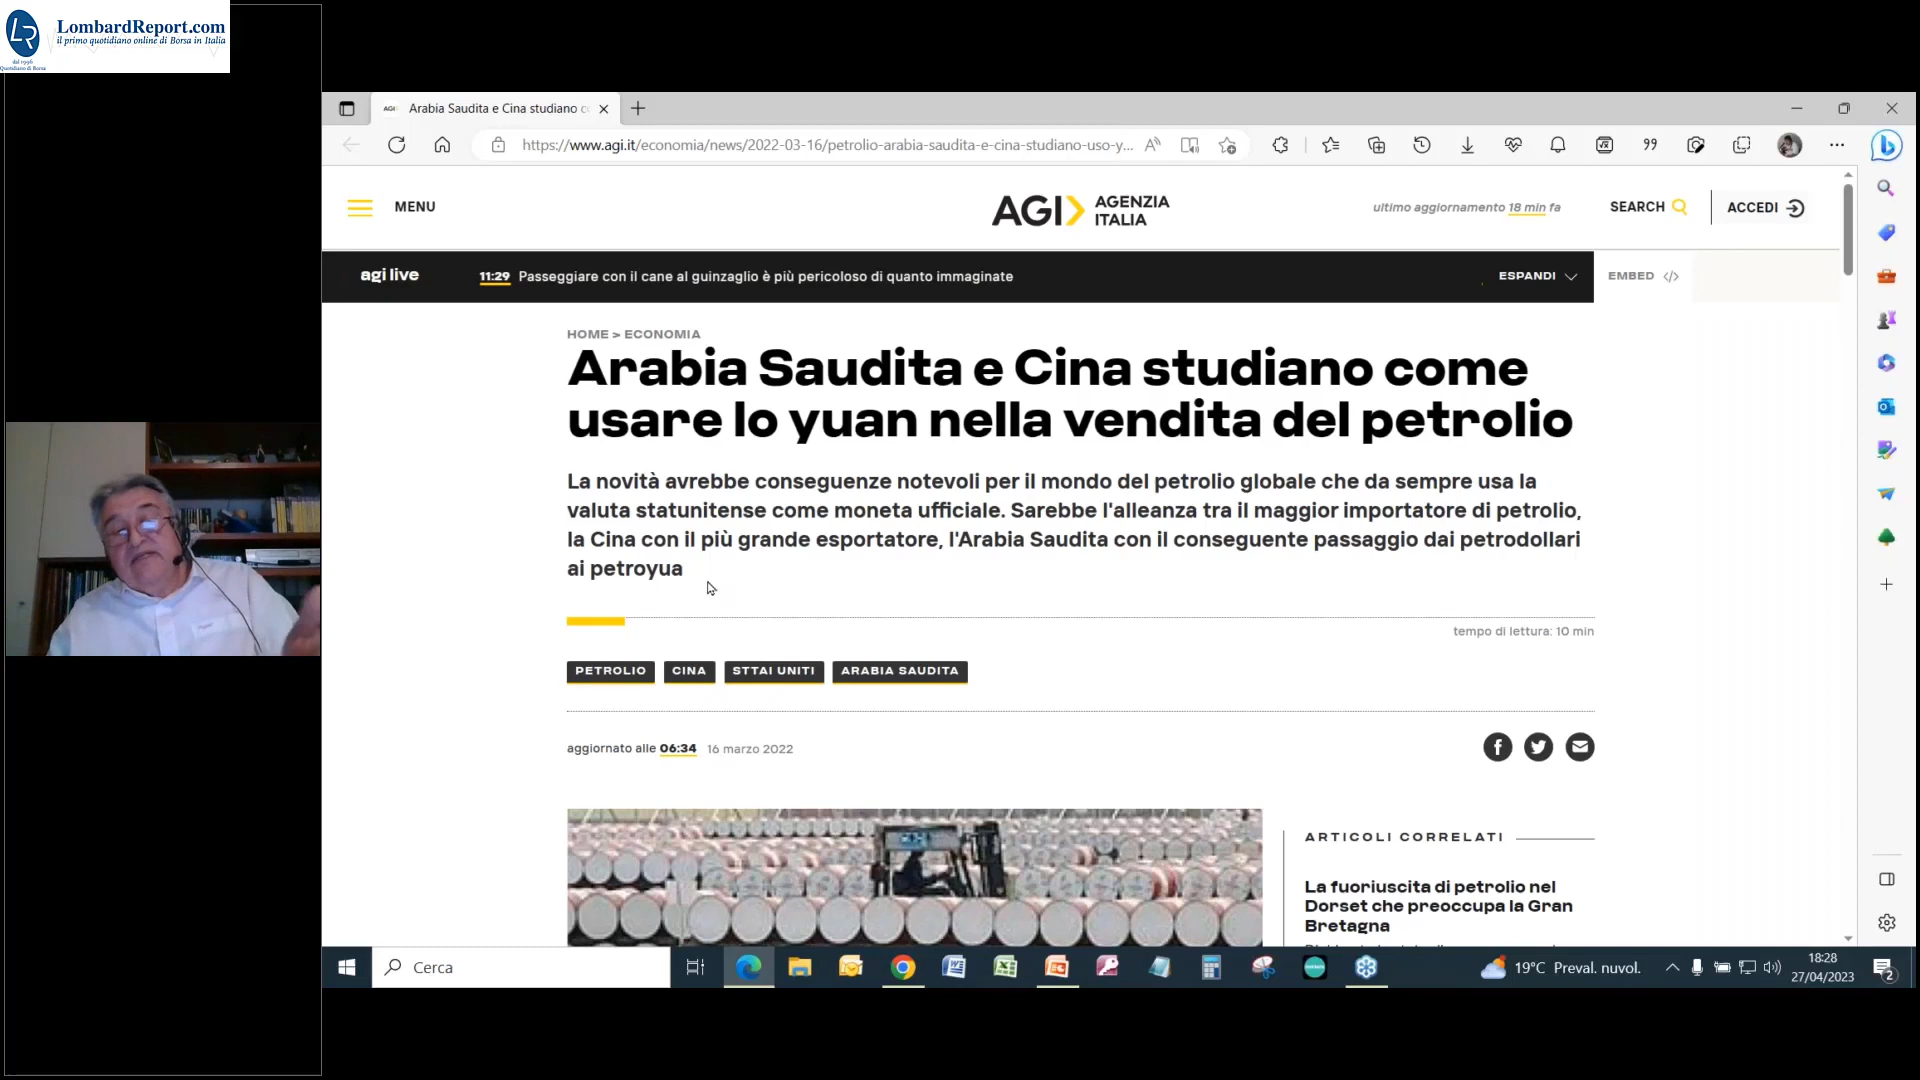 LombardReport.com
il primo quotidiano online di Borsa in Italia
dal 1996
Quotidiano di Borsa
AGI> Arabia Saudita e Cina studiano c
https://www.agi.it/economia/news/2022-03-16/petrolio-arabia-saudita-e-cina-studiano-uso-y...
MENU
AGI> AGENZIA
ITALIA
ultimo aggiornamento 18 min fa
SEARCH
ACCEDI
agi live
11:29 Passeggiare con il cane al guinzaglio è più pericoloso di quanto immaginate
ESPANDI
EMBED </>
HOME > ECONOMIA
Arabia Saudita e Cina studiano come
usare lo yuan nella vendita del petrolio
La novità avrebbe conseguenze notevoli per il mondo del petrolio globale che da sempre usa la
valuta statunitense come moneta ufficiale. Sarebbe l'alleanza tra il maggior importatore di petrolio,
la Cina con il più grande esportatore, l'Arabia Saudita con il conseguente passaggio dai petrodollari
ai petroyua
tempo di lettura: 10 min
PETROLIO CINA STTAI UNITI ARABIA SAUDITA
aggiornato alle 06:34 16 marzo 2022
ARTICOLI CORRELATI
La fuoriuscita di petrolio nel
Dorset che preoccupa la Gran
Bretagna
Cerca
19°C Preval. nuvol.
18:28
27/04/2023
2